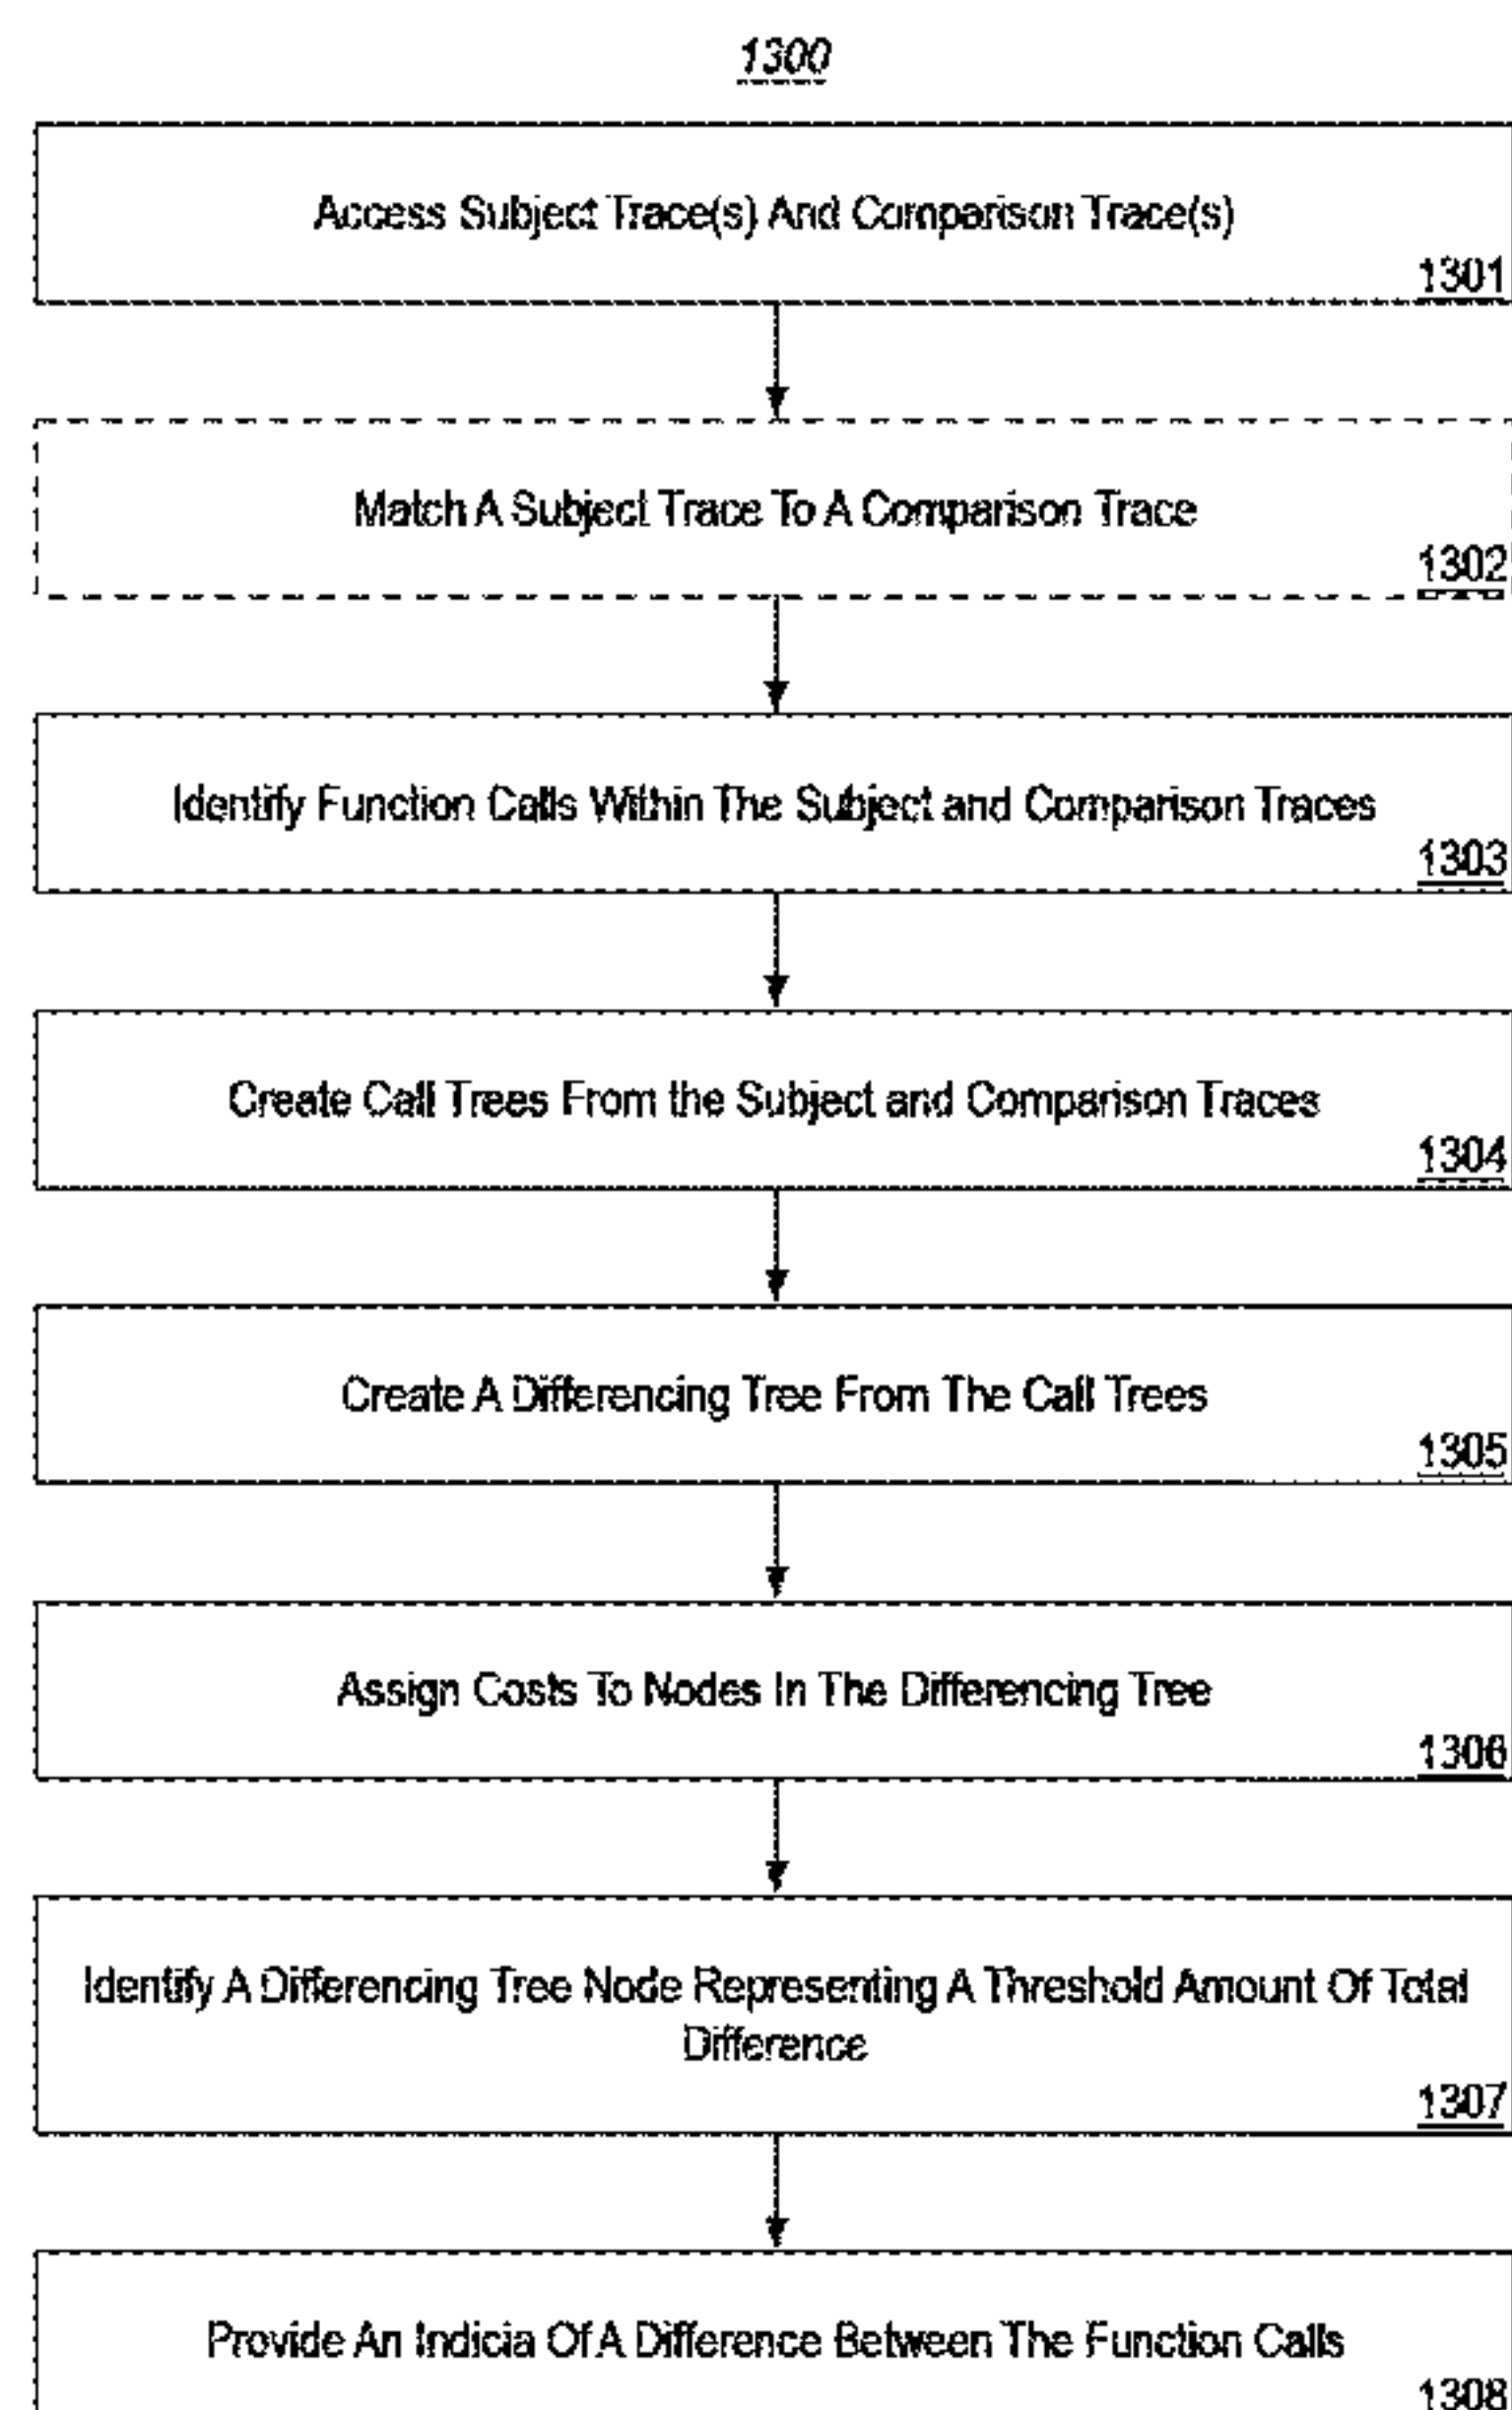 1300
Access Subject Trace(s) And Comparison Trace(s)
1301
Match A Subject Trace To A Comparison Trace
1302
Identify Function Calls Within The Subject and Comparison Traces
1303
Create Call Trees From the Subject and Comparison Traces
1304
Create A Differencing Tree From The Call Trees
1305
Assign Costs To Nodes In The Differencing Tree
1306
Identify A Differencing Tree Node Representing A Threshold Amount Of Total
Difference
1307
Provide An Indicia Of A Difference Between The Function Calls
1308